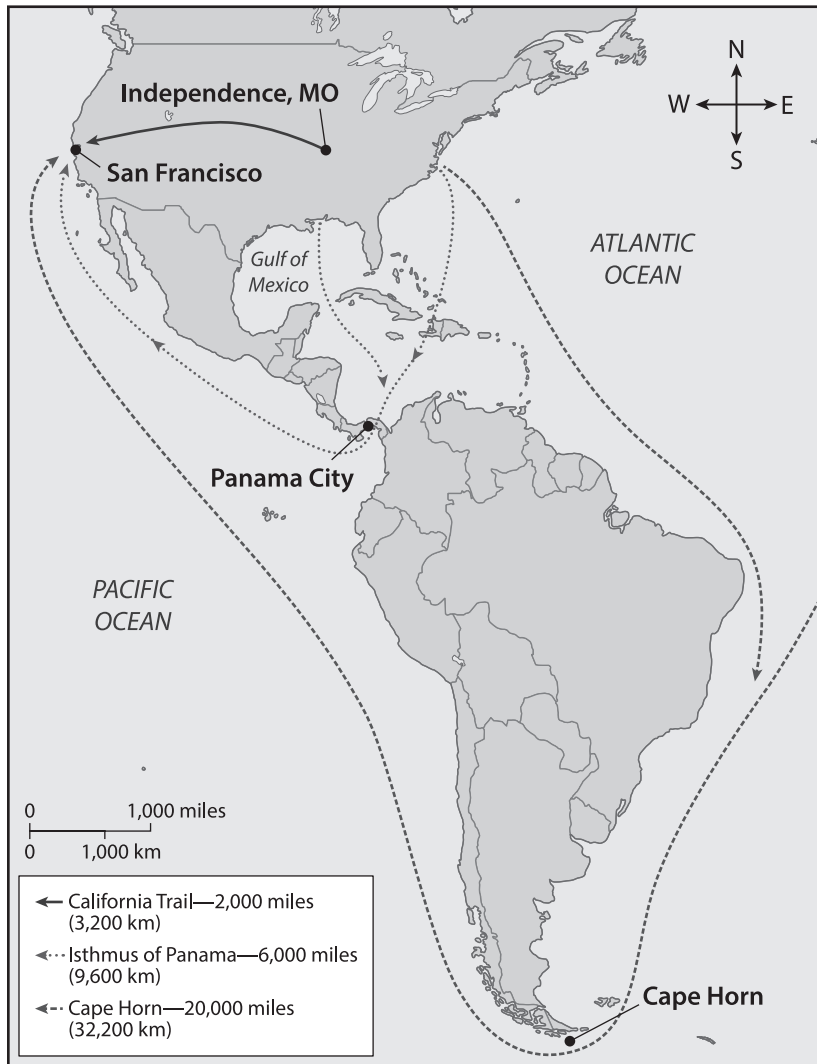 N
W E
S
Independence, MO
San Francisco
Gulf of
Mexico
ATLANTIC
OCEAN
Panama City
PACIFIC
OCEAN
0 1,000 miles
0 1,000 km
California Trail—2,000 miles
(3,200 km)
Isthmus of Panama—6,000 miles
(9,600 km)
Cape Horn—20,000 miles
(32,200 km)
Cape Horn